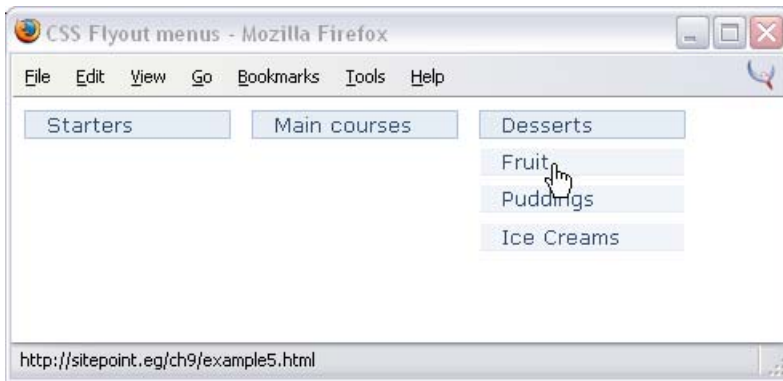 CSS Flyout menus - Mozilla Firefox
File Edit View Go Bookmarks Tools Help
Starters Main courses Desserts
Fruit
Puddings
Ice Creams
http://sitepoint.eg/ch9/example5.html